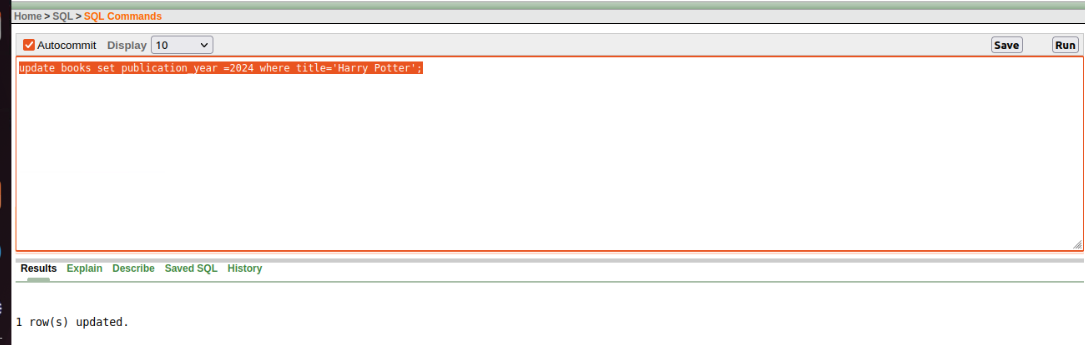 Home > SQL > SQL Commands
Autocommit Display 10 Save Run
update books set publication_year =2024 where title='Harry Potter';
Results Explain Describe Saved SQL History
1 row(s) updated.